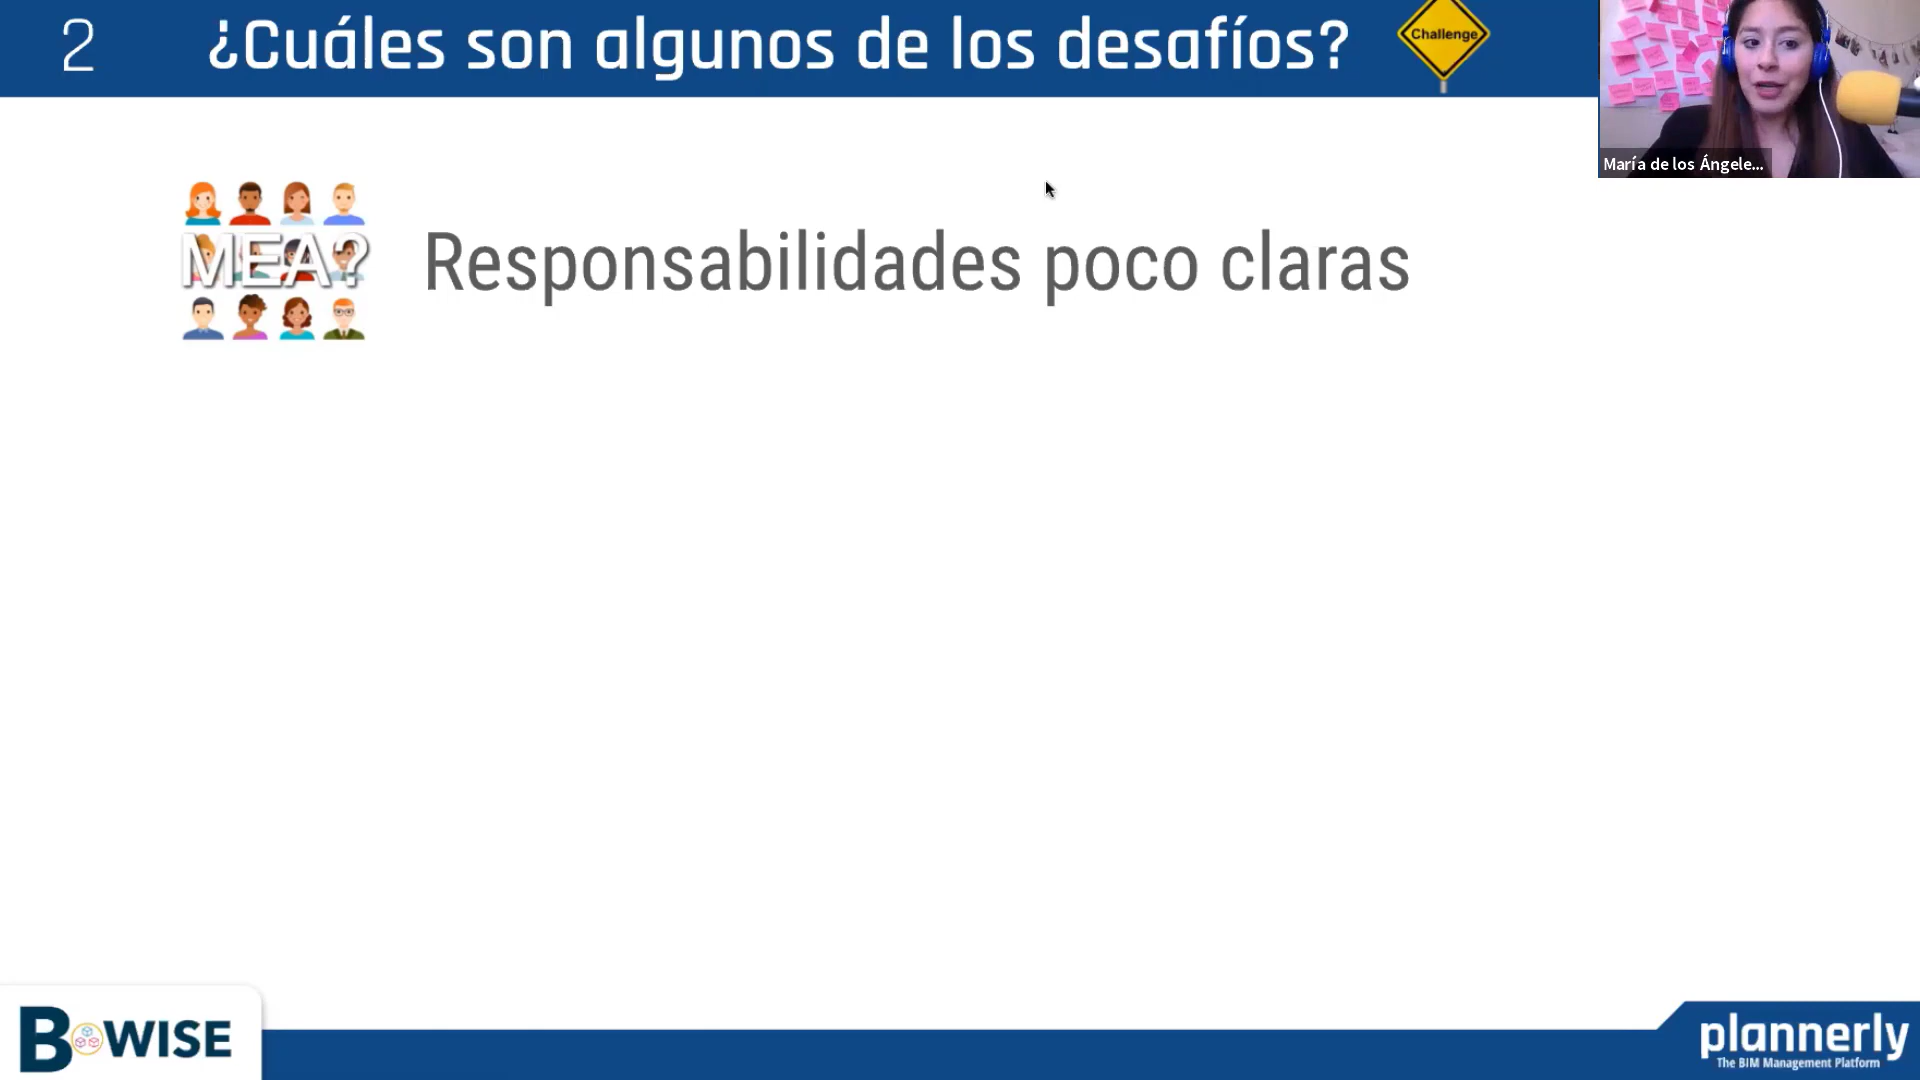 2
¿Cuáles son algunos de los desafíos?
Challenge
María de los Ángele...
MEA?
Responsabilidades poco claras
B WISE
plannerly
The BIM Management Platform